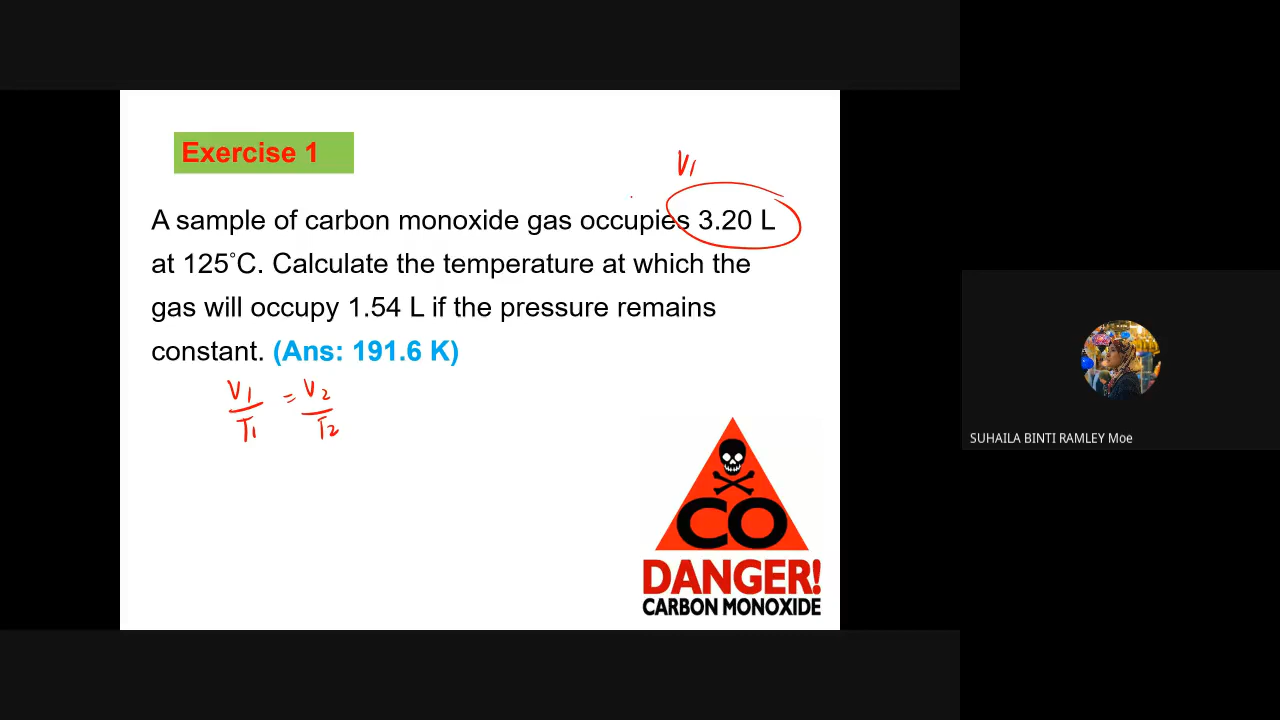 Exercise 1
V1
A sample of carbon monoxide gas occupies 3.20 L
at 125°C. Calculate the temperature at which the
gas will occupy 1.54 L if the pressure remains
constant. (Ans: 191.6 K)
V1 = V2
T1 T2
CO
DANGER!
CARBON MONOXIDE
SUHAILA BINTI RAMLEY Moe